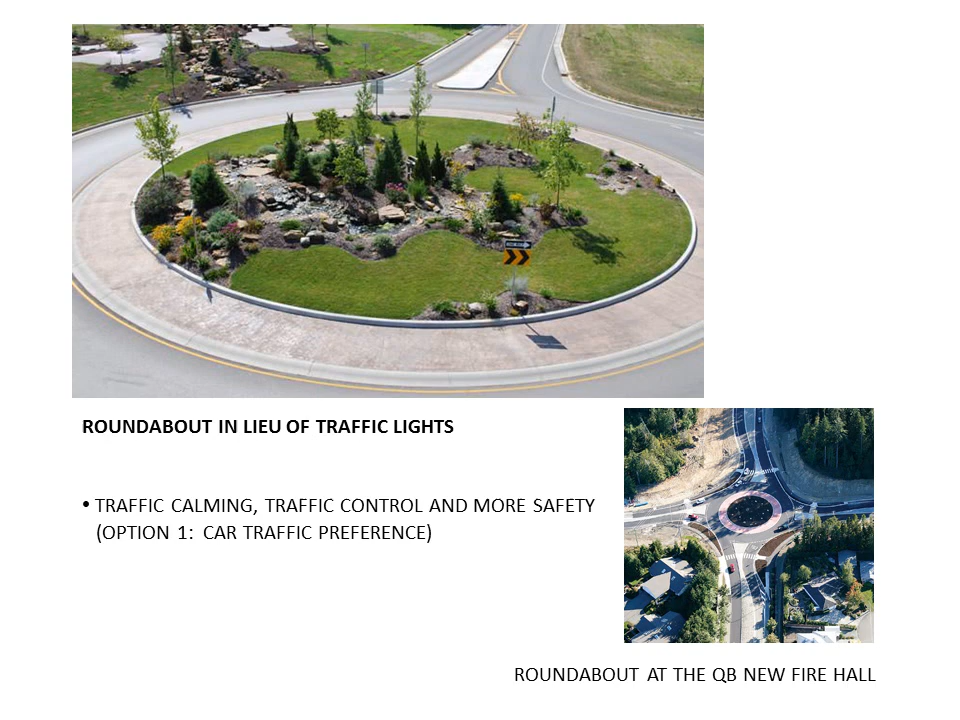 ROUNDABOUT IN LIEU OF TRAFFIC LIGHTS
• TRAFFIC CALMING, TRAFFIC CONTROL AND MORE SAFETY
(OPTION 1: CAR TRAFFIC PREFERENCE)
ROUNDABOUT AT THE QB NEW FIRE HALL